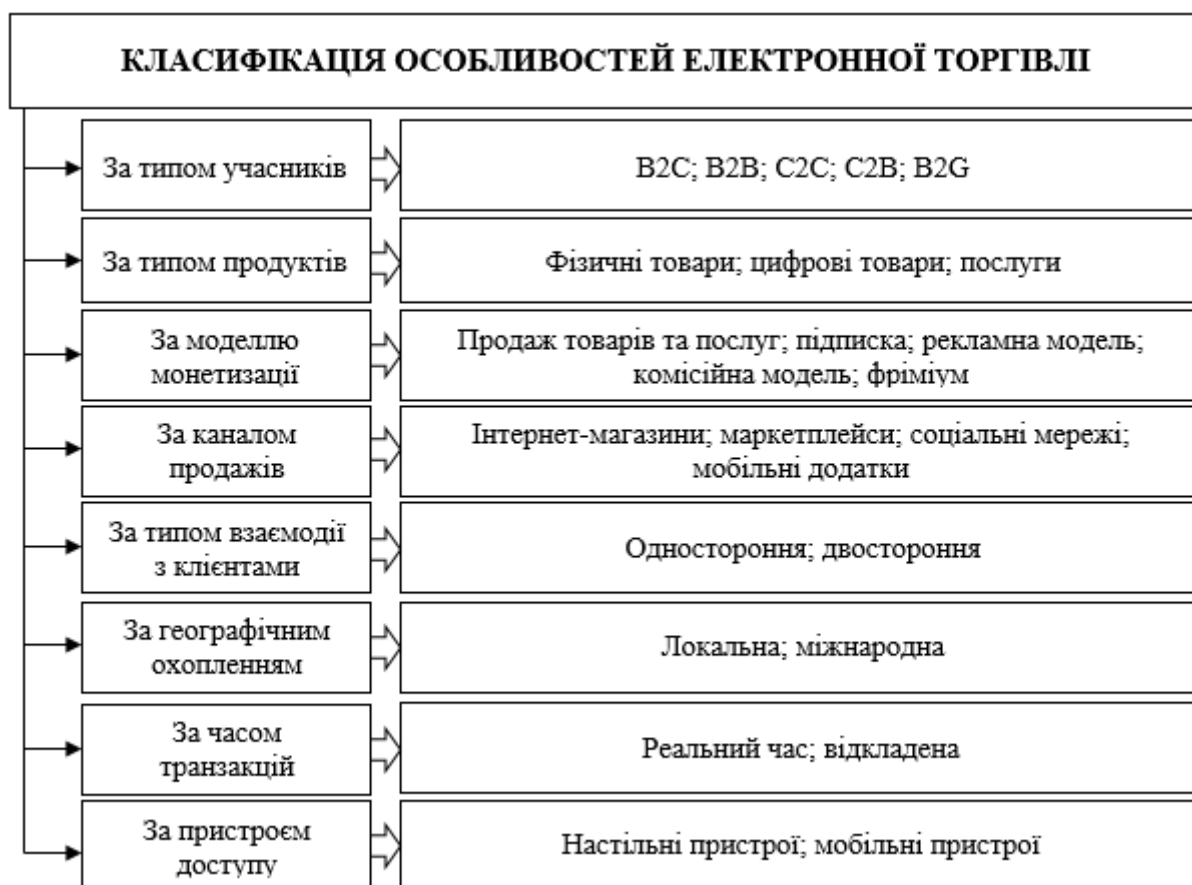 КЛАСИФІКАЦІЯ ОСОБЛИВОСТЕЙ ЕЛЕКТРОННОЇ ТОРГІВЛІ
За типом учасників
B2C; B2B; C2C; C2B; B2G
За типом продуктів
Фізичні товари; цифрові товари; послуги
За моделлю
монетизації
Продаж товарів та послуг; підписка; рекламна модель;
комісійна модель; фріміум
За каналом
продажів
Інтернет-магазини; маркетплейси; соціальні мережі;
мобільні додатки
За типом взаємодії
з клієнтами
Одностороння; двостороння
За географічним
охопленням
Локальна; міжнародна
За часом
транзакцій
Реальний час; відкладена
За пристроєм
доступу
Настільні пристрої; мобільні пристрої